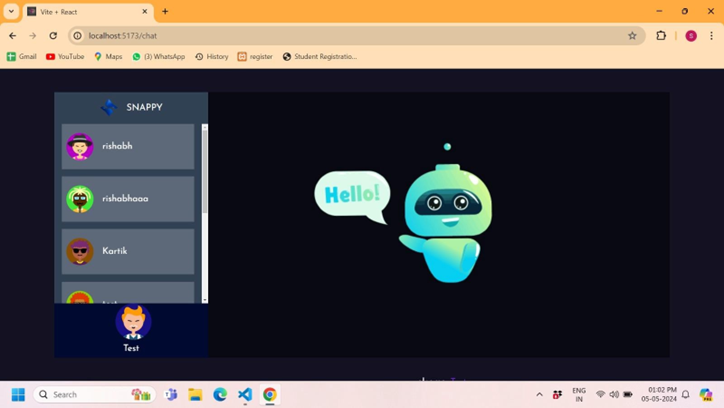 Vite + React
localhost:5173/chat
Gmail
YouTube
Maps
(3) WhatsApp
History
register
Student Registratio...
SNAPPY
rishabh
rishabhaaa
Kartik
Test
Hello!
Search
ENG
IN
01:02 PM
05-05-2024